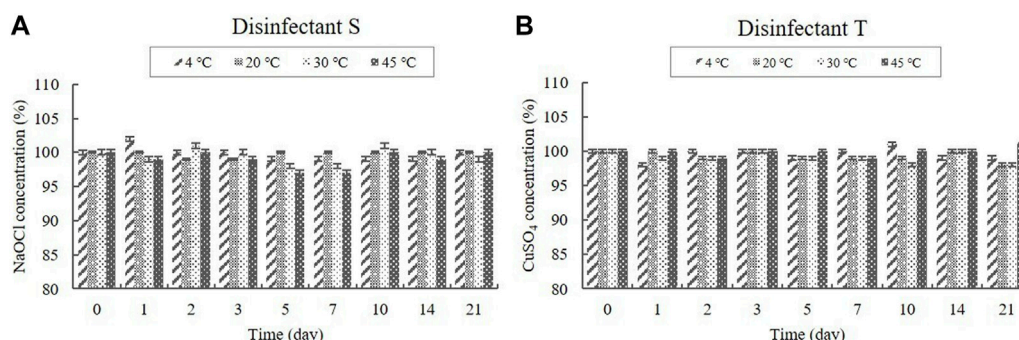 A
Disinfectant S
4 ℃ 20 ℃ 30 ℃ 45 ℃
NaOCl concentration (%)
110
105
100
95
90
85
80
0 1 2 3 5 7 10 14 21
Time (day)
B
Disinfectant T
4 ℃ 20 ℃ 30 ℃ 45 ℃
CuSO₄ concentration (%)
110
105
100
95
90
85
80
0 1 2 3 5 7 10 14 21
Time (day)